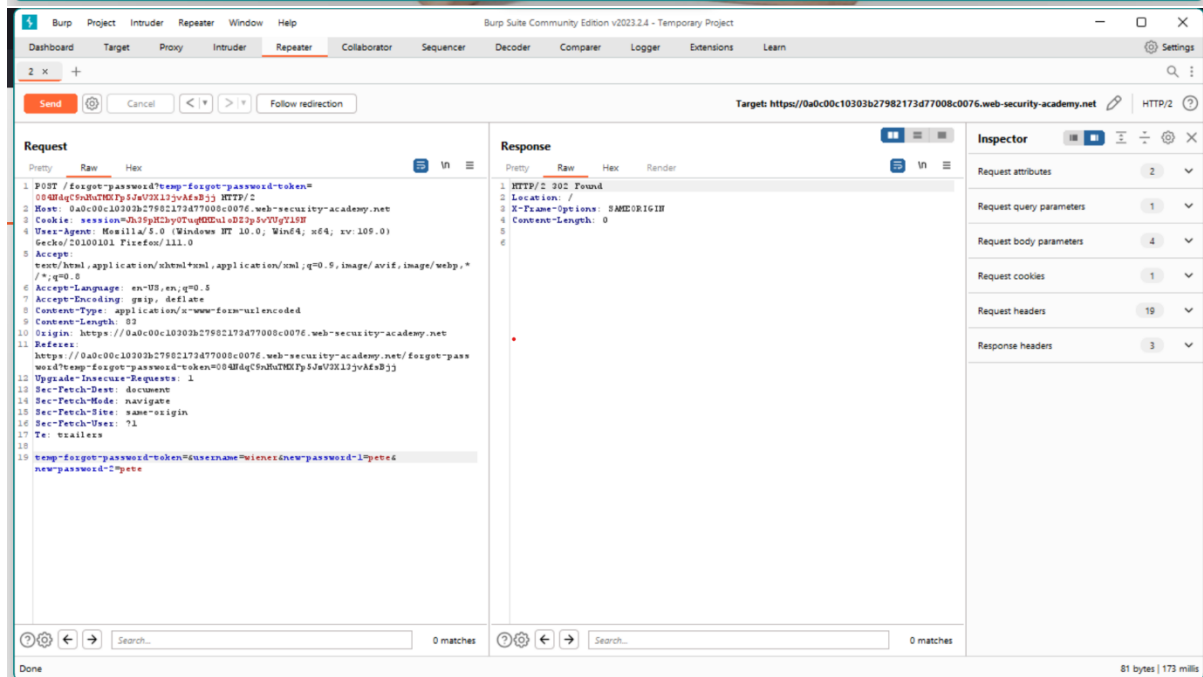 Burp Project Intruder Repeater Window Help Burp Suite Community Edition v2023.2.4 - Temporary Project
Dashboard Target Proxy Intruder Repeater Collaborator Sequencer Decoder Comparer Logger Extensions Learn Settings
2 × +
Send Cancel < > Follow redirection Target: https://0a0c00c10303b27982173d77008c0076.web-security-academy.net HTTP/2
Request
Pretty Raw Hex \n
1 POST /forgot-password?temp-forgot-password-token=
084NdqC9nMuTMXFp5JmV3X13jvAfsBjj HTTP/2
2 Host: 0a0c00c10303b27982173d77008c0076.web-security-academy.net
3 Cookie: session=
4 User-Agent: Mozilla/5.0 (Windows NT 10.0; Win64; x64; rv:109.0)
Gecko/20100101 Firefox/111.0
5 Accept:
text/html,application/xhtml+xml,application/xml;q=0.9,image/avif,image/webp,*
/*;q=0.8
6 Accept-Language: en-US,en;q=0.5
7 Accept-Encoding: gzip, deflate
8 Content-Type: application/x-www-form-urlencoded
9 Content-Length: 83
10 Origin: https://0a0c00c10303b27982173d77008c0076.web-security-academy.net
11 Referer:
https://0a0c00c10303b27982173d77008c0076.web-security-academy.net/forgot-pass
word?temp-forgot-password-token=084NdqC9nMuTMXFp5JmV3X13jvAfsBjj
12 Upgrade-Insecure-Requests: 1
13 Sec-Fetch-Dest: document
14 Sec-Fetch-Mode: navigate
15 Sec-Fetch-Site: same-origin
16 Sec-Fetch-User: ?1
17 Te: trailers
18
19 temp-forgot-password-token=&username=wiener&new-password-1=pete&
new-password-2=pete
Search... 0 matches
Response
Pretty Raw Hex Render \n
1 HTTP/2 302 Found
2 Location: /
3 X-Frame-Options: SAMEORIGIN
4 Content-Length: 0
5
6
Search... 0 matches
Inspector
Request attributes 2
Request query parameters 1
Request body parameters 4
Request cookies 1
Request headers 19
Response headers 3
Done
81 bytes | 173 millis